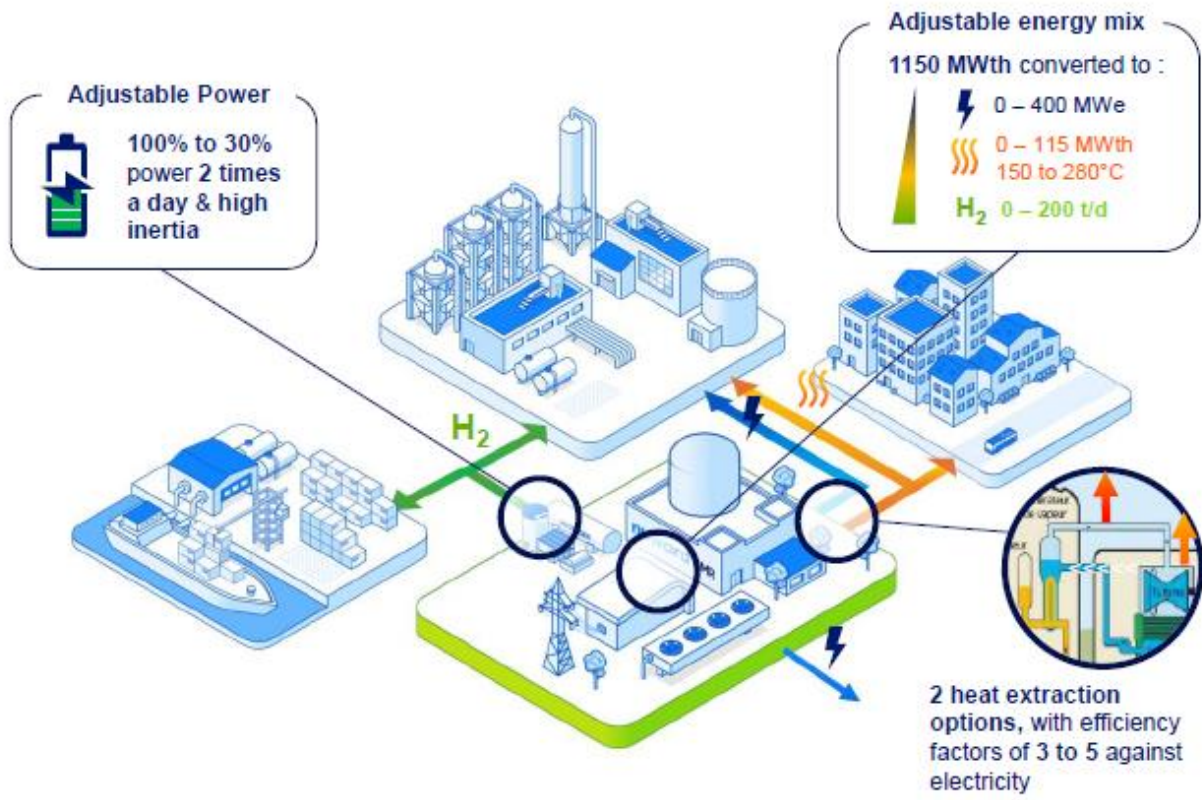 Adjustable Power
100% to 30%
power 2 times
a day & high
inertia
Adjustable energy mix
1150 MWth converted to :
0 – 400 MWe
0 – 115 MWth
150 to 280°C
H₂ 0 – 200 t/d
H₂
2 heat extraction
options, with efficiency
factors of 3 to 5 against
electricity